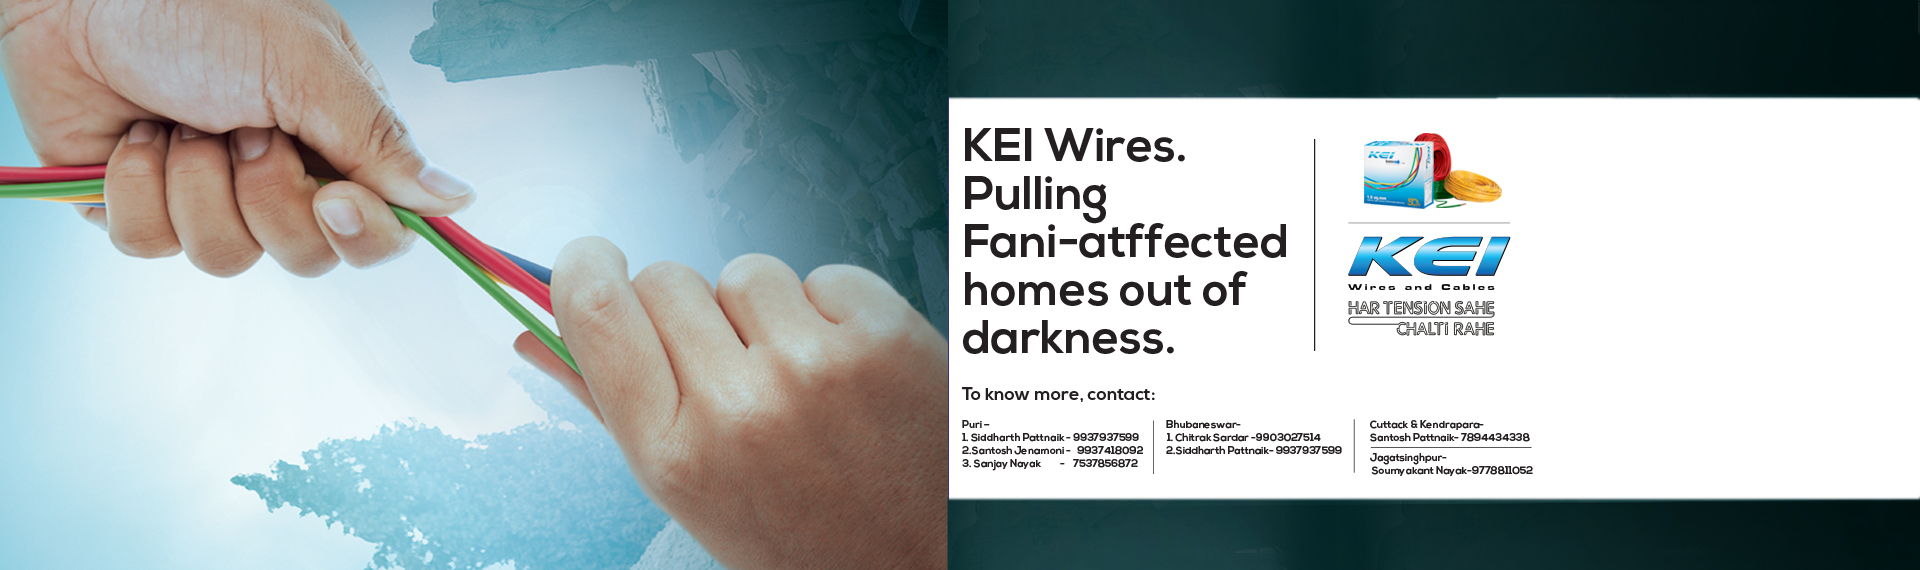 KEI Wires.
Pulling
Fani-atffected
homes out of
darkness.
KEI
KEI
Wires and Cables
HAR TENSION SAHE
CHALTI RAHE
To know more, contact:
Puri –
1. Siddharth Pattnaik - 9937937599
2.Santosh Jenamoni - 9937418092
3. Sanjay Nayak - 7537856872
Bhubaneswar-
1. Chitrak Sardar -9903027514
2.Siddharth Pattnaik- 9937937599
Cuttack & Kendrapara-
Santosh Pattnaik- 7894434338
Jagatsinghpur-
Soumyakant Nayak-9778811052